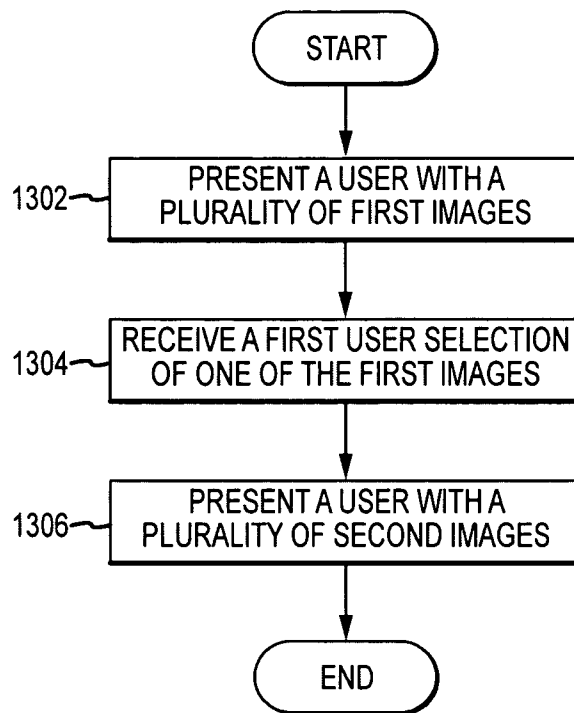 START
1302
PRESENT A USER WITH A
PLURALITY OF FIRST IMAGES
1304
RECEIVE A FIRST USER SELECTION
OF ONE OF THE FIRST IMAGES
1306
PRESENT A USER WITH A
PLURALITY OF SECOND IMAGES
END